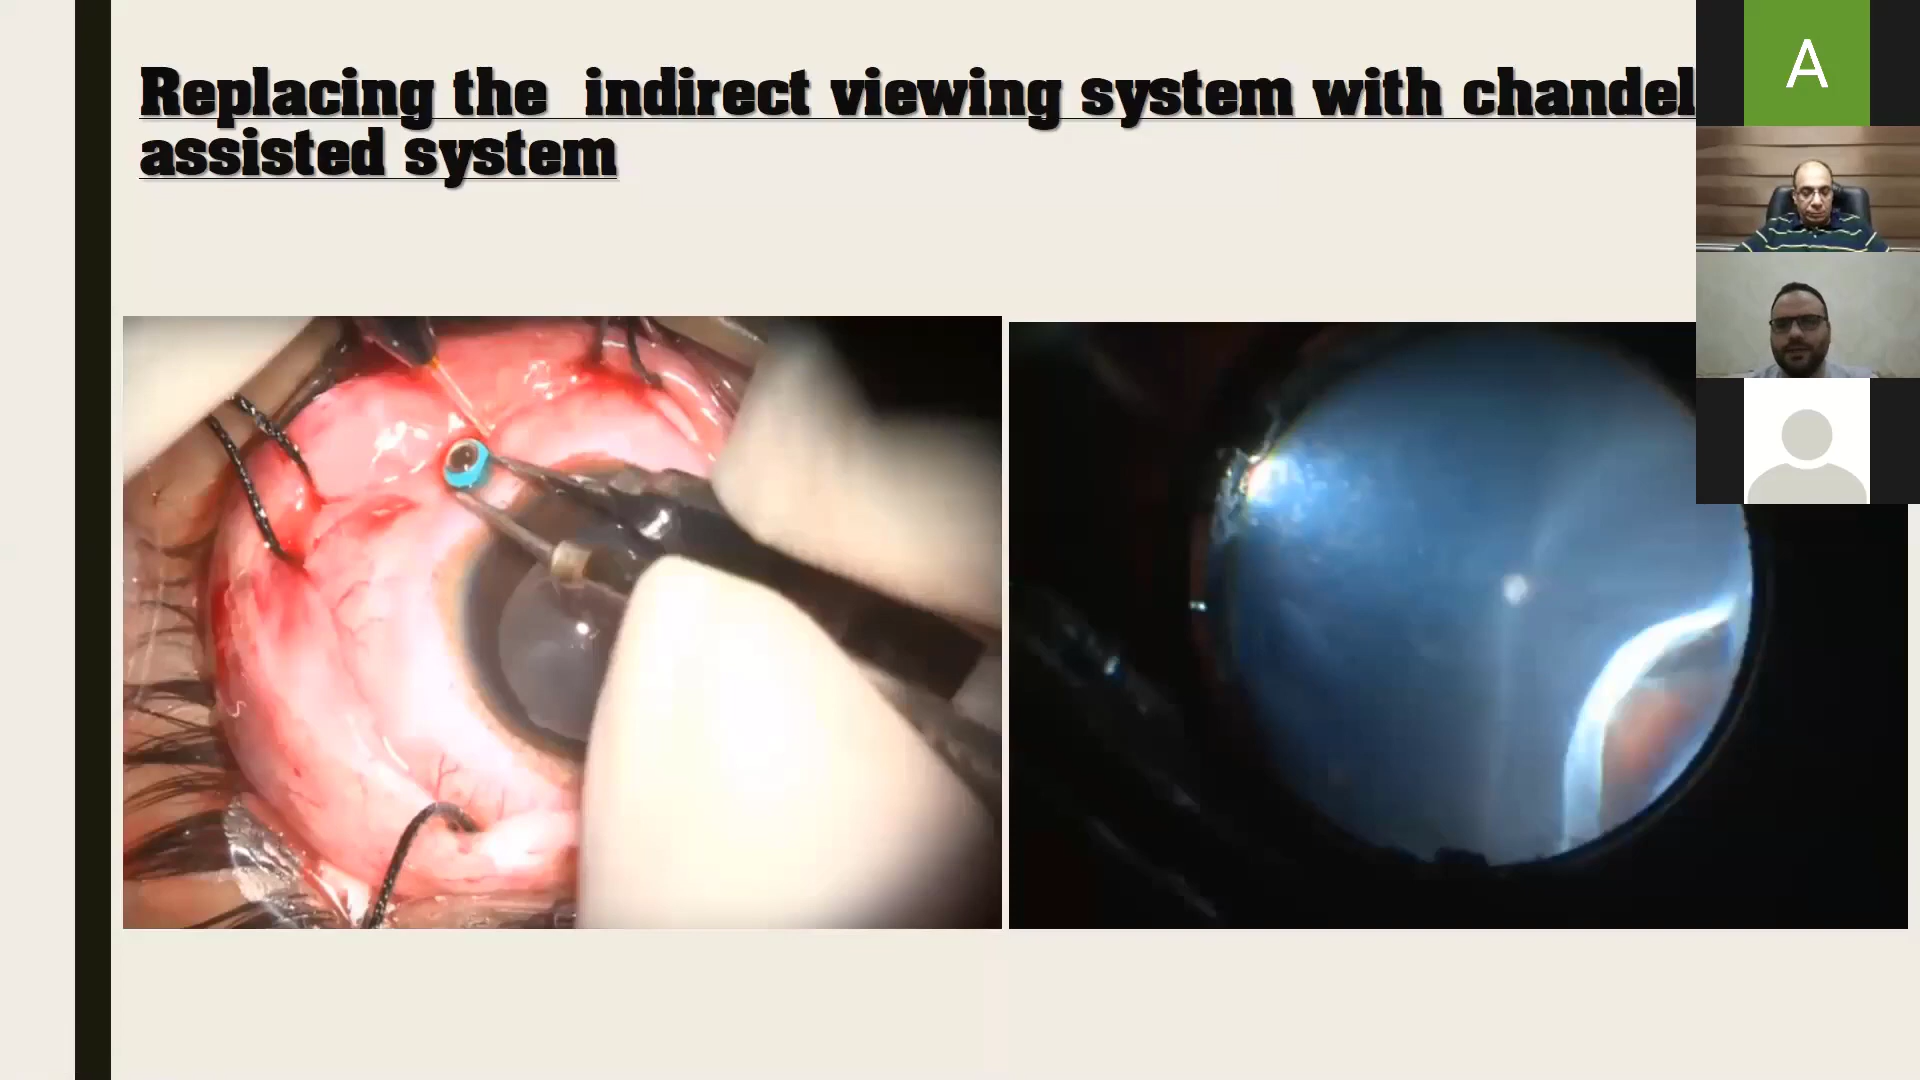 Replacing the indirect viewing system with chandel
assisted system
A